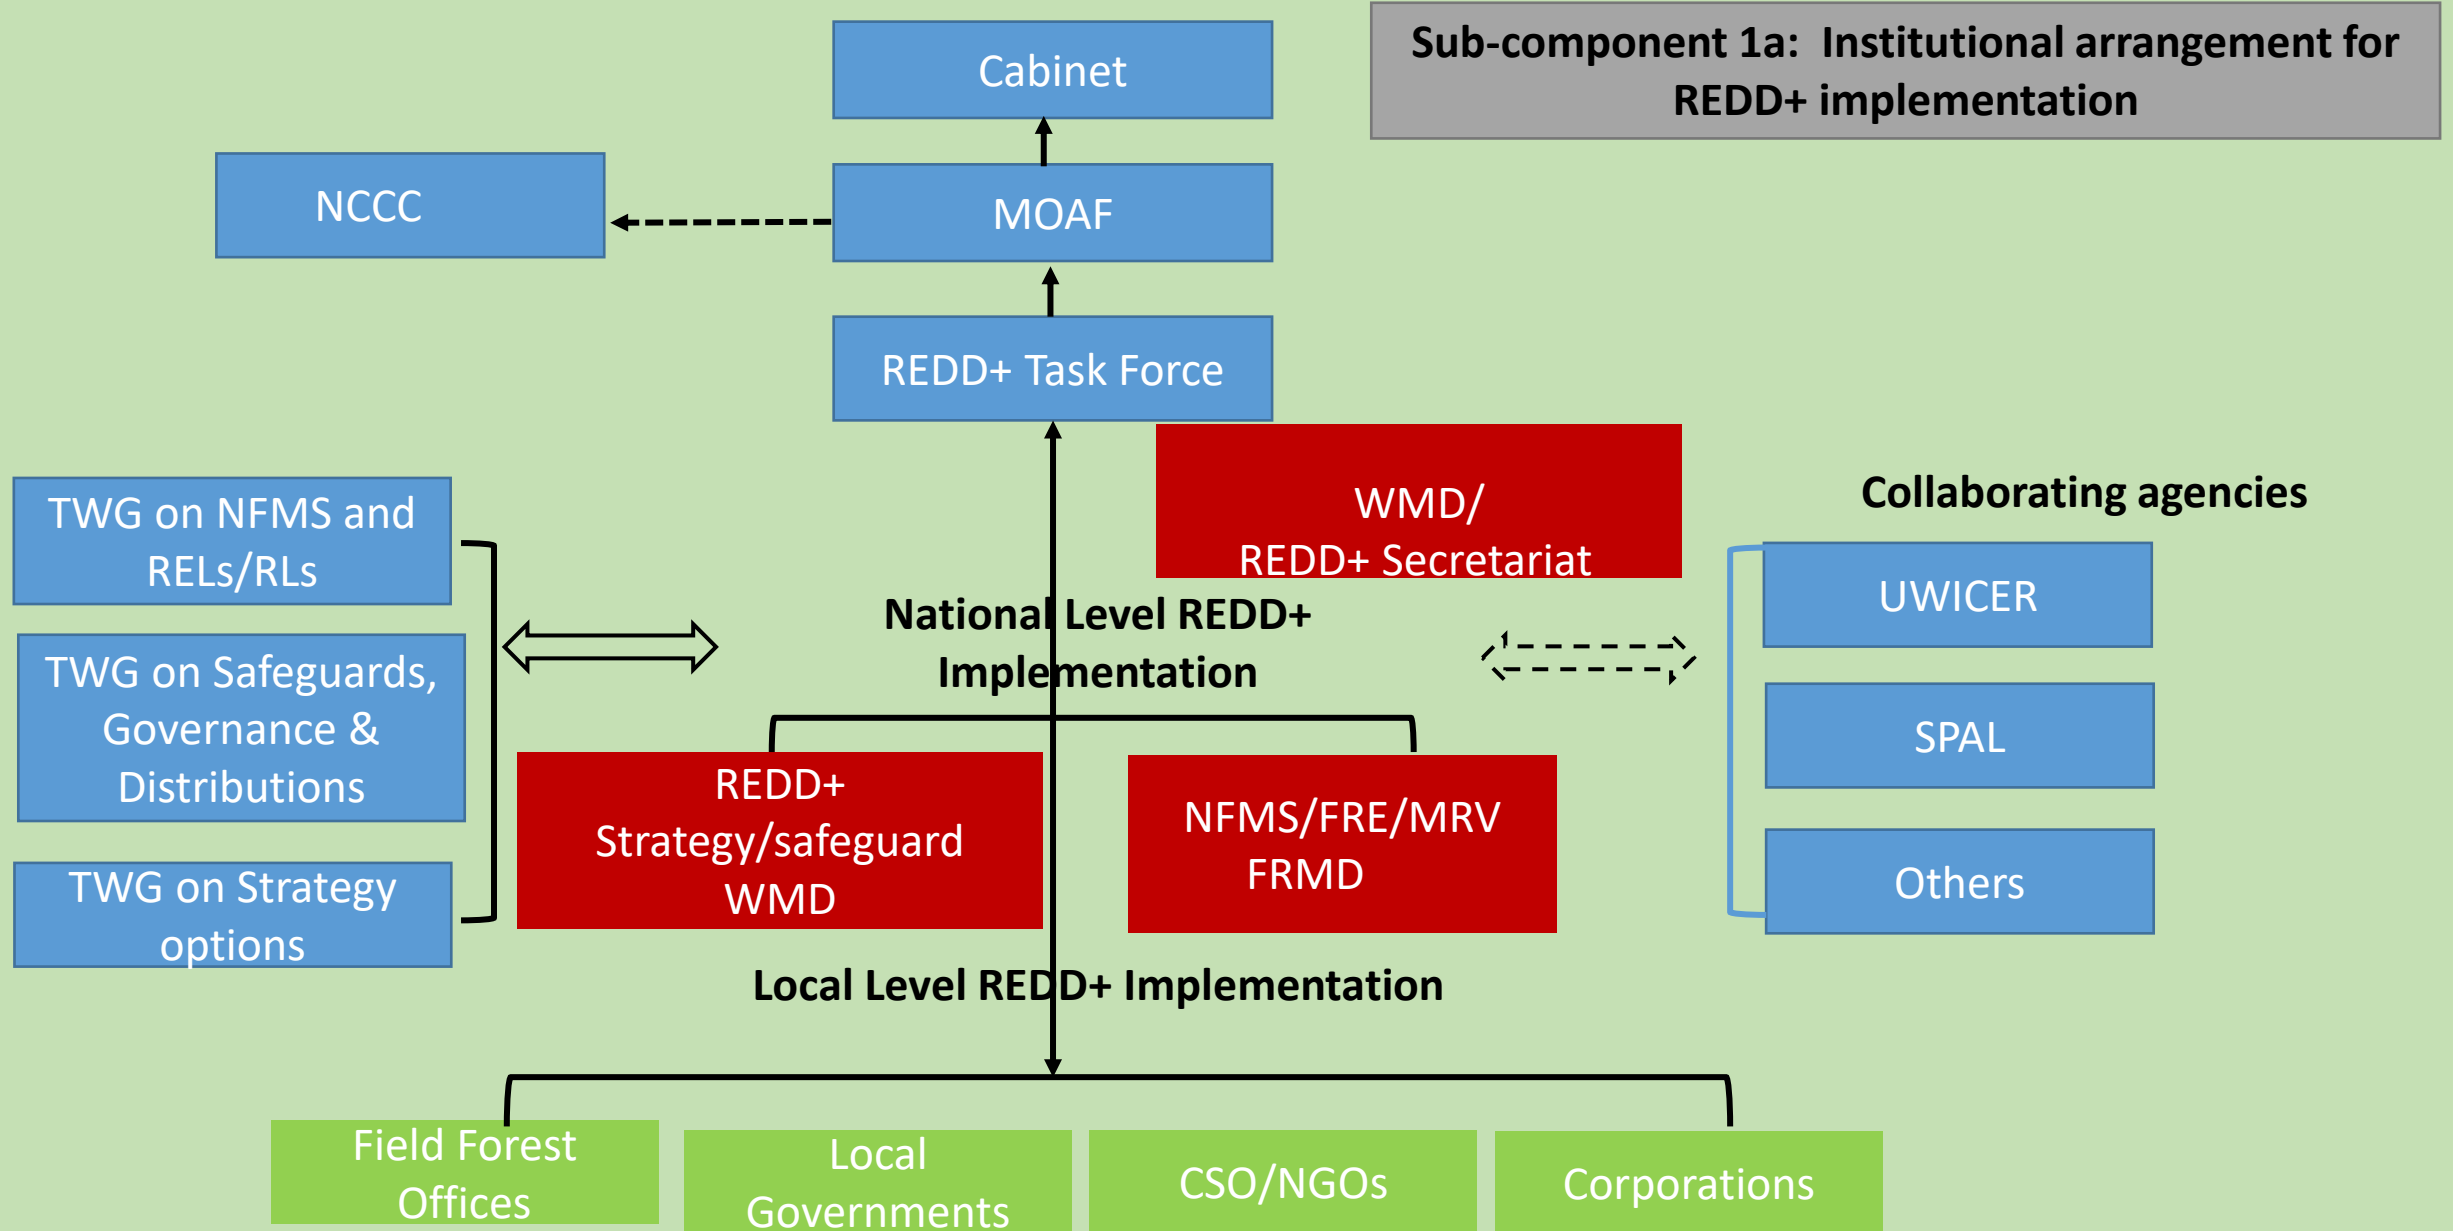 Sub-component 1a:  Institutional arrangement for
REDD+ implementation
Cabinet
NCCC
MOAF
REDD+ Task Force
WMD/
REDD+ Secretariat
TWG on NFMS and
RELs/RLs
TWG on Safeguards,
Governance &
Distributions
TWG on Strategy
options
National Level REDD+
Implementation
Collaborating agencies
UWICER
SPAL
Others
REDD+
Strategy/safeguard
WMD
NFMS/FRE/MRV
FRMD
Local Level REDD+ Implementation
Field Forest
Offices
Local
Governments
CSO/NGOs
Corporations